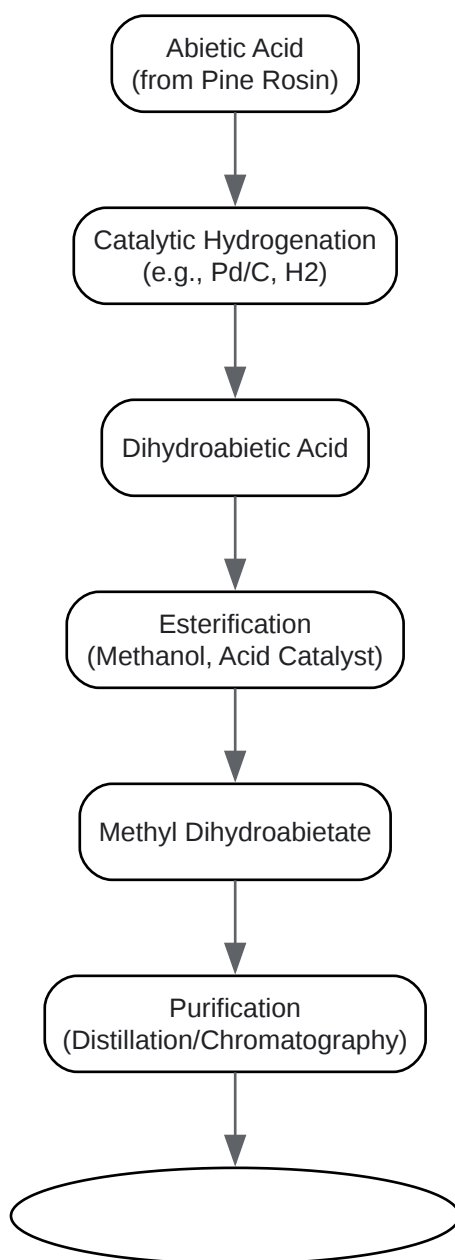 Abietic Acid
(from Pine Rosin)
Catalytic Hydrogenation
(e.g., Pd/C, H2)
Dihydroabietic Acid
Esterification
(Methanol, Acid Catalyst)
Methyl Dihydroabietate
Purification
(Distillation/Chromatography)